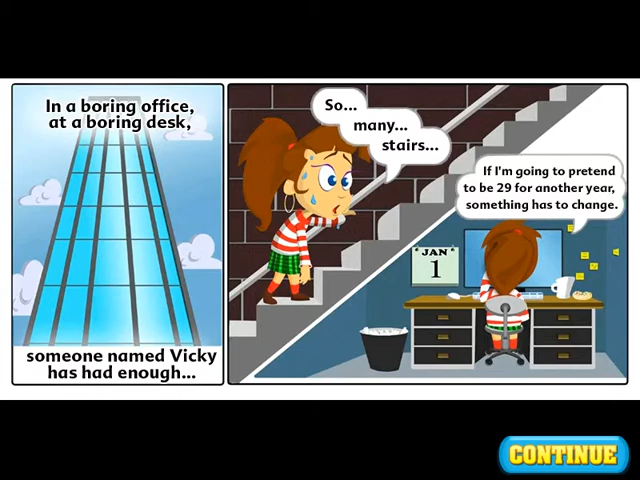 In a boring office,
at a boring desk,
someone named Vicky
has had enough...
So...
many...
stairs...
If I'm going to pretend
to be 29 for another year,
something has to change.
JAN
1
CONTINUE